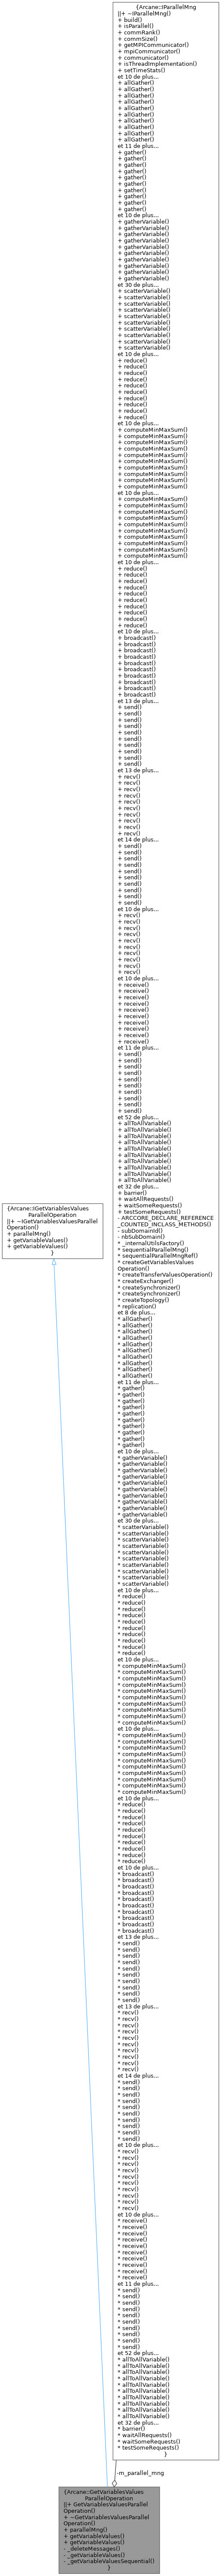 {Arcane::IParallelMng
||+ ~IParallelMng()
+ build()
+ isParallel()
+ commRank()
+ commSize()
+ getMPICommunicator()
+ mpiCommunicator()
+ communicator()
+ isThreadImplementation()
+ setTimeStats()
et 10 de plus...
+ allGather()
+ allGather()
+ allGather()
+ allGather()
+ allGather()
+ allGather()
+ allGather()
+ allGather()
+ allGather()
+ allGather()
et 11 de plus...
+ gather()
+ gather()
+ gather()
+ gather()
+ gather()
+ gather()
+ gather()
+ gather()
+ gather()
+ gather()
et 10 de plus...
+ gatherVariable()
+ gatherVariable()
+ gatherVariable()
+ gatherVariable()
+ gatherVariable()
+ gatherVariable()
+ gatherVariable()
+ gatherVariable()
+ gatherVariable()
+ gatherVariable()
et 30 de plus...
+ scatterVariable()
+ scatterVariable()
+ scatterVariable()
+ scatterVariable()
+ scatterVariable()
+ scatterVariable()
+ scatterVariable()
+ scatterVariable()
+ scatterVariable()
+ scatterVariable()
et 10 de plus...
+ reduce()
+ reduce()
+ reduce()
+ reduce()
+ reduce()
+ reduce()
+ reduce()
+ reduce()
+ reduce()
+ reduce()
et 10 de plus...
+ computeMinMaxSum()
+ computeMinMaxSum()
+ computeMinMaxSum()
+ computeMinMaxSum()
+ computeMinMaxSum()
+ computeMinMaxSum()
+ computeMinMaxSum()
+ computeMinMaxSum()
+ computeMinMaxSum()
+ computeMinMaxSum()
et 10 de plus...
+ computeMinMaxSum()
+ computeMinMaxSum()
+ computeMinMaxSum()
+ computeMinMaxSum()
+ computeMinMaxSum()
+ computeMinMaxSum()
+ computeMinMaxSum()
+ computeMinMaxSum()
+ computeMinMaxSum()
+ computeMinMaxSum()
et 10 de plus...
+ reduce()
+ reduce()
+ reduce()
+ reduce()
+ reduce()
+ reduce()
+ reduce()
+ reduce()
+ reduce()
+ reduce()
et 10 de plus...
+ broadcast()
+ broadcast()
+ broadcast()
+ broadcast()
+ broadcast()
+ broadcast()
+ broadcast()
+ broadcast()
+ broadcast()
+ broadcast()
et 13 de plus...
+ send()
+ send()
+ send()
+ send()
+ send()
+ send()
+ send()
+ send()
+ send()
+ send()
et 13 de plus...
+ recv()
+ recv()
+ recv()
+ recv()
+ recv()
+ recv()
+ recv()
+ recv()
+ recv()
+ recv()
et 14 de plus...
+ send()
+ send()
+ send()
+ send()
+ send()
+ send()
+ send()
+ send()
+ send()
+ send()
et 10 de plus...
+ recv()
+ recv()
+ recv()
+ recv()
+ recv()
+ recv()
+ recv()
+ recv()
+ recv()
+ recv()
et 10 de plus...
+ receive()
+ receive()
+ receive()
+ receive()
+ receive()
+ receive()
+ receive()
+ receive()
+ receive()
+ receive()
et 11 de plus...
+ send()
+ send()
+ send()
+ send()
+ send()
+ send()
+ send()
+ send()
+ send()
+ send()
et 52 de plus...
+ allToAllVariable()
+ allToAllVariable()
+ allToAllVariable()
+ allToAllVariable()
+ allToAllVariable()
+ allToAllVariable()
+ allToAllVariable()
+ allToAllVariable()
+ allToAllVariable()
+ allToAllVariable()
et 32 de plus...
+ barrier()
+ waitAllRequests()
+ waitSomeRequests()
+ testSomeRequests()
- ARCCORE_DECLARE_REFERENCE
_COUNTED_INCLASS_METHODS()
- subDomainId()
- nbSubDomain()
* _internalUtilsFactory()
* sequentialParallelMng()
* sequentialParallelMngRef()
* createGetVariablesValues
Operation()
* createTransferValuesOperation()
* createExchanger()
* createSynchronizer()
* createSynchronizer()
* createTopology()
* replication()
et 8 de plus...
* allGather()
* allGather()
* allGather()
* allGather()
* allGather()
* allGather()
* allGather()
* allGather()
* allGather()
* allGather()
et 11 de plus...
* gather()
* gather()
* gather()
* gather()
* gather()
* gather()
* gather()
* gather()
* gather()
* gather()
et 10 de plus...
* gatherVariable()
* gatherVariable()
* gatherVariable()
* gatherVariable()
* gatherVariable()
* gatherVariable()
* gatherVariable()
* gatherVariable()
* gatherVariable()
* gatherVariable()
et 30 de plus...
* scatterVariable()
* scatterVariable()
* scatterVariable()
* scatterVariable()
* scatterVariable()
* scatterVariable()
* scatterVariable()
* scatterVariable()
* scatterVariable()
* scatterVariable()
et 10 de plus...
* reduce()
* reduce()
* reduce()
* reduce()
* reduce()
* reduce()
* reduce()
* reduce()
* reduce()
* reduce()
et 10 de plus...
* computeMinMaxSum()
* computeMinMaxSum()
* computeMinMaxSum()
* computeMinMaxSum()
* computeMinMaxSum()
* computeMinMaxSum()
* computeMinMaxSum()
* computeMinMaxSum()
* computeMinMaxSum()
* computeMinMaxSum()
et 10 de plus...
* computeMinMaxSum()
* computeMinMaxSum()
* computeMinMaxSum()
* computeMinMaxSum()
* computeMinMaxSum()
* computeMinMaxSum()
* computeMinMaxSum()
* computeMinMaxSum()
* computeMinMaxSum()
* computeMinMaxSum()
et 10 de plus...
* reduce()
* reduce()
* reduce()
* reduce()
* reduce()
* reduce()
* reduce()
* reduce()
* reduce()
* reduce()
et 10 de plus...
* broadcast()
* broadcast()
* broadcast()
* broadcast()
* broadcast()
* broadcast()
* broadcast()
* broadcast()
* broadcast()
* broadcast()
et 13 de plus...
* send()
* send()
* send()
* send()
* send()
* send()
* send()
* send()
* send()
* send()
et 13 de plus...
* recv()
* recv()
* recv()
* recv()
* recv()
* recv()
* recv()
* recv()
* recv()
* recv()
et 14 de plus...
* send()
* send()
* send()
* send()
* send()
* send()
* send()
* send()
* send()
* send()
et 10 de plus...
* recv()
* recv()
* recv()
* recv()
* recv()
* recv()
* recv()
* recv()
* recv()
* recv()
et 10 de plus...
* receive()
* receive()
* receive()
* receive()
* receive()
* receive()
* receive()
* receive()
* receive()
* receive()
et 11 de plus...
* send()
* send()
* send()
* send()
* send()
* send()
* send()
* send()
* send()
* send()
et 52 de plus...
* allToAllVariable()
* allToAllVariable()
* allToAllVariable()
* allToAllVariable()
* allToAllVariable()
* allToAllVariable()
* allToAllVariable()
* allToAllVariable()
* allToAllVariable()
* allToAllVariable()
et 32 de plus...
* barrier()
* waitAllRequests()
* waitSomeRequests()
* testSomeRequests()
}
{Arcane::IGetVariablesValues
ParallelOperation
||+ ~IGetVariablesValuesParallel
Operation()
+ parallelMng()
+ getVariableValues()
+ getVariableValues()
}
-m_parallel_mng
{Arcane::GetVariablesValues
ParallelOperation
||+ GetVariablesValuesParallel
Operation()
+ ~GetVariablesValuesParallel
Operation()
+ parallelMng()
+ getVariableValues()
+ getVariableValues()
- _deleteMessages()
- _getVariableValues()
- _getVariableValuesSequential()
}